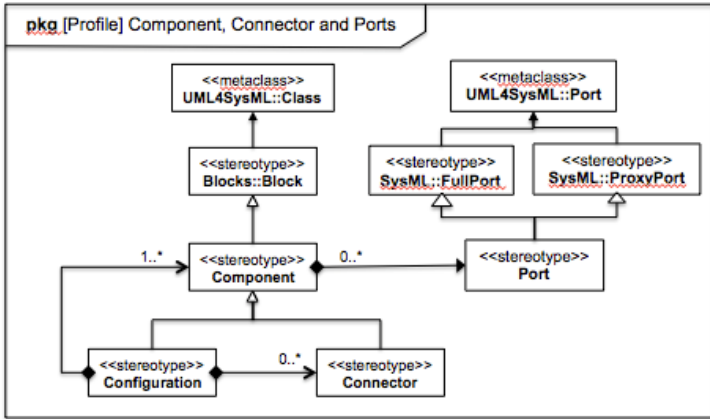 pkg [Profile] Component, Connector and Ports
<<metaclass>>
UML4SysML::Class
<<metaclass>>
UML4SysML::Port
<<stereotype>>
Blocks::Block
<<stereotype>>
SysML::FullPort
<<stereotype>>
SysML::ProxyPort
1..*
<<stereotype>>
Component
0..*
<<stereotype>>
Port
<<stereotype>>
Configuration
0..*
<<stereotype>>
Connector